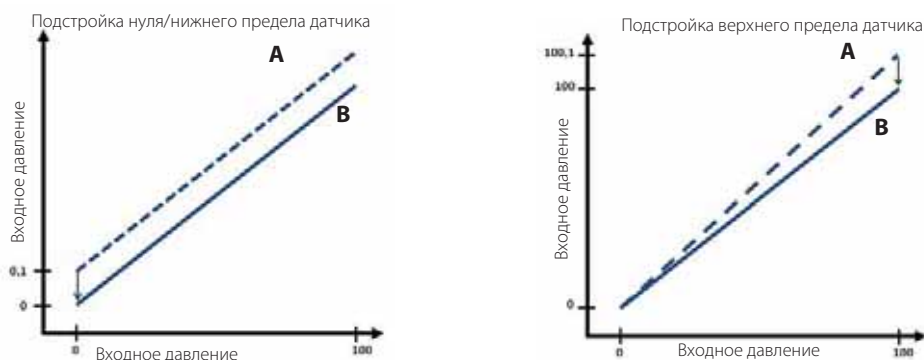 Подстройка нуля/нижнего предела датчика
A
B
Входное давление
0,1
0
0
100
Входное давление
Подстройка верхнего предела датчика
100,1
100
A
B
Входное давление
0
0
100
Входное давление